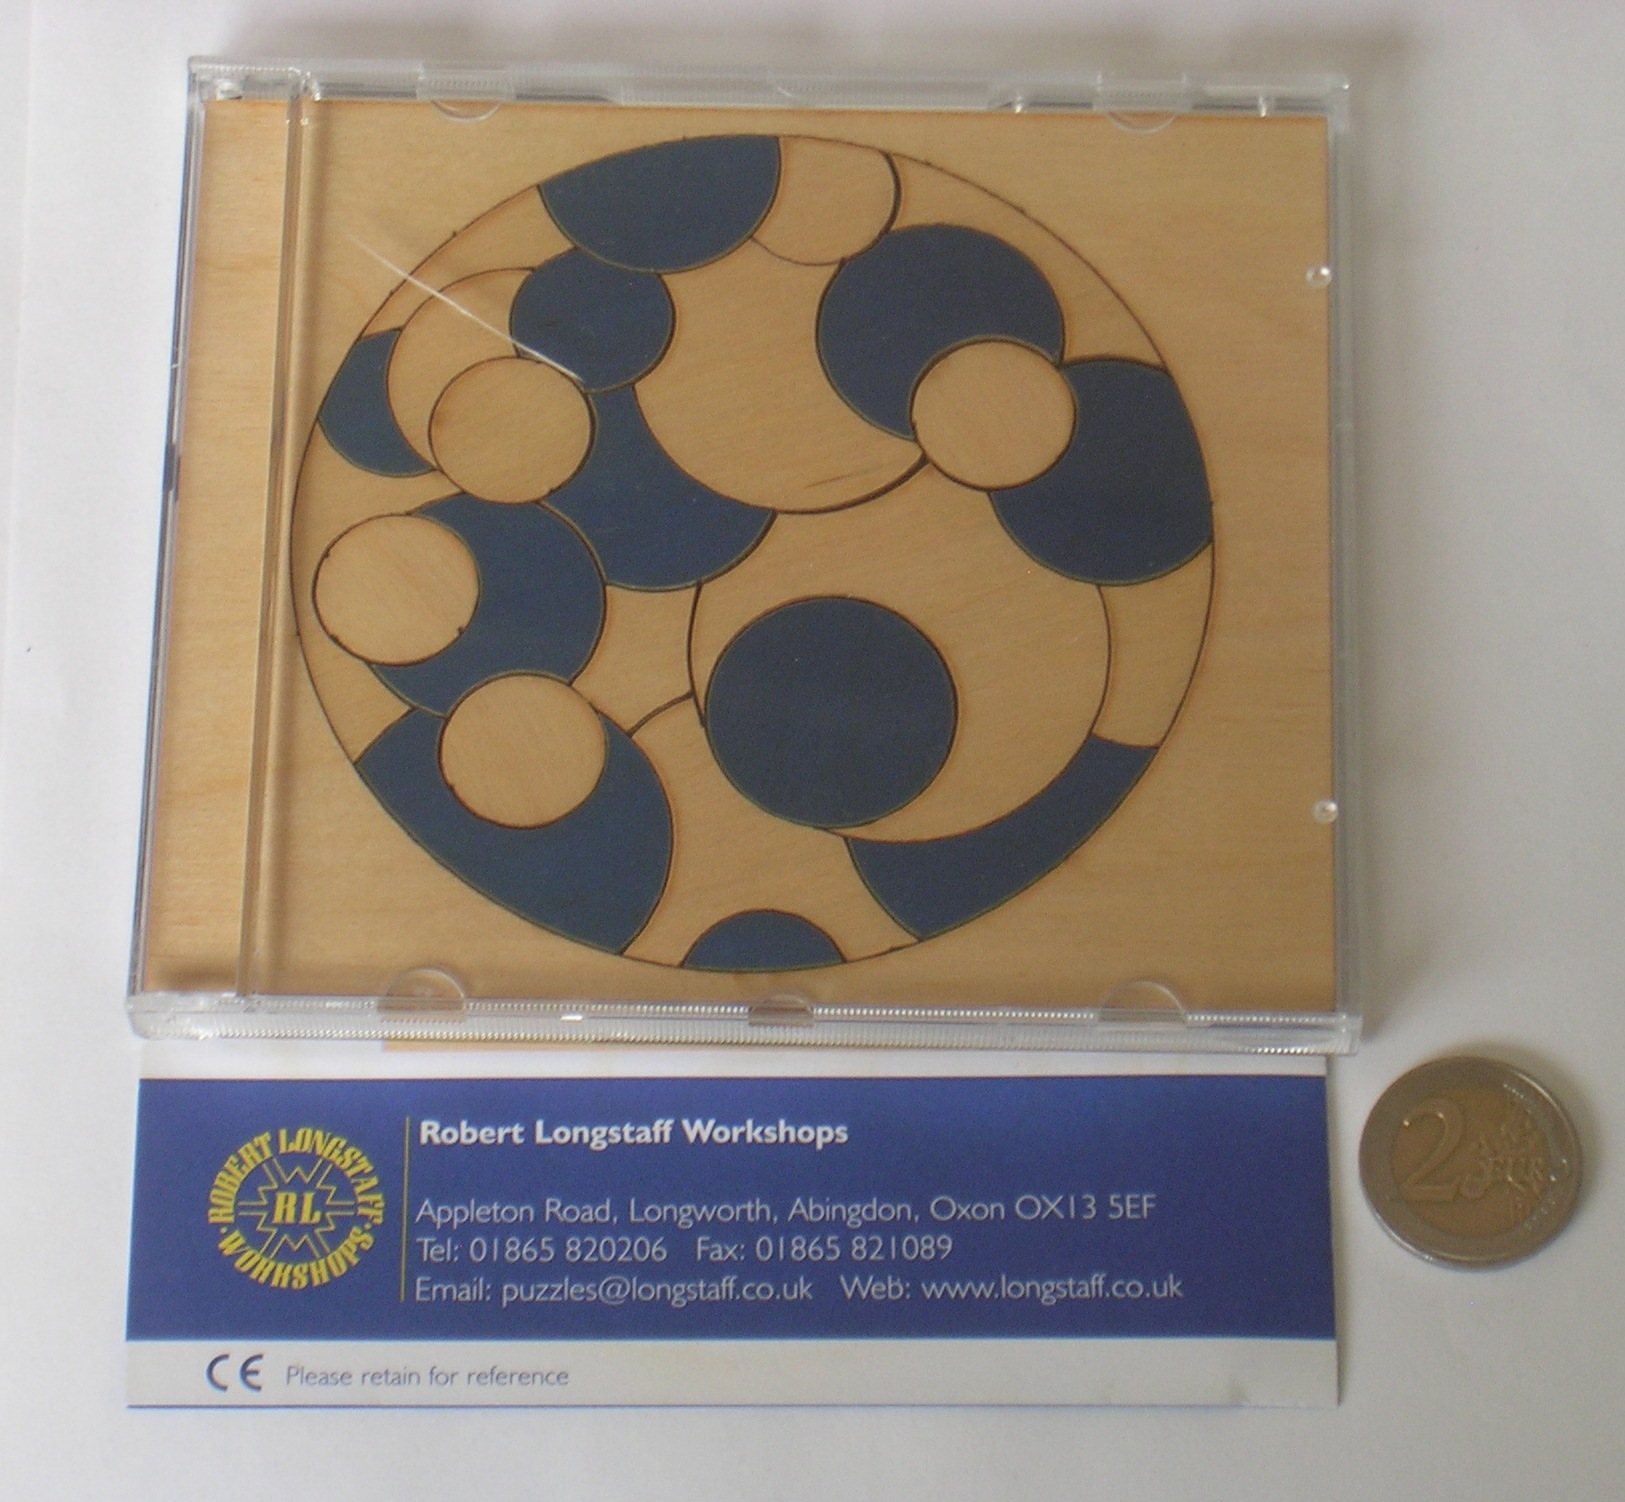 Robert Longstaff Workshops
ROBERT LONGSTAFF · WORKSHOPS ·
RL
Appleton Road, Longworth, Abingdon, Oxon OX13 5EF
Tel: 01865 820206 Fax: 01865 821089
Email: puzzles@longstaff.co.uk Web: www.longstaff.co.uk
CE Please retain for reference
2